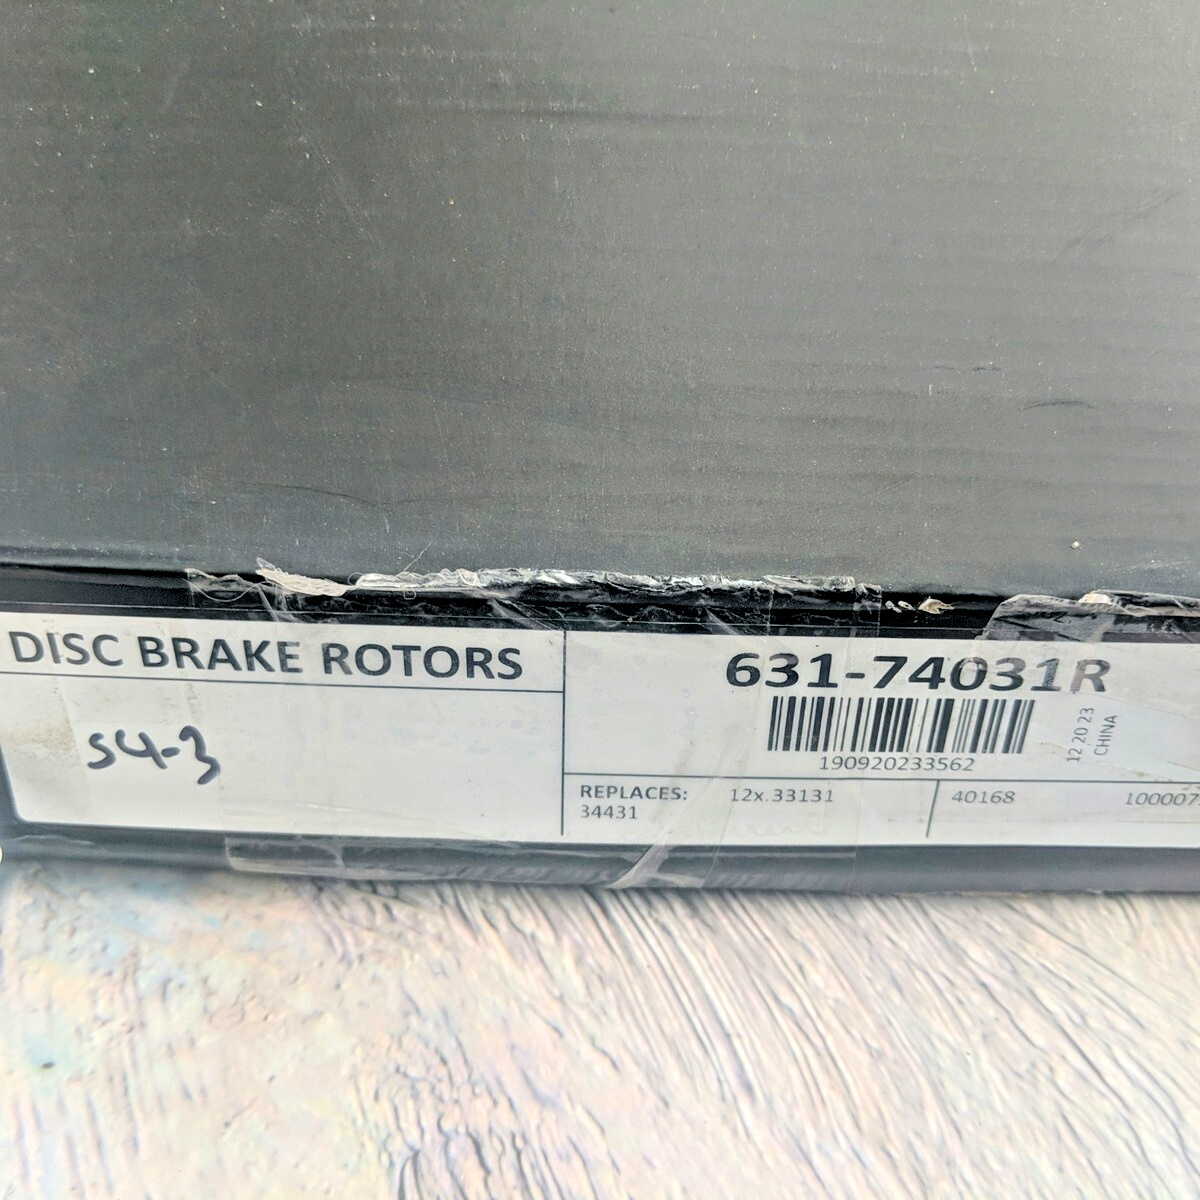 DISC BRAKE ROTORS
S4-3
631-74031R
190920233562
12 20 23
CHINA
REPLACES: 12x.33131 40168
34431